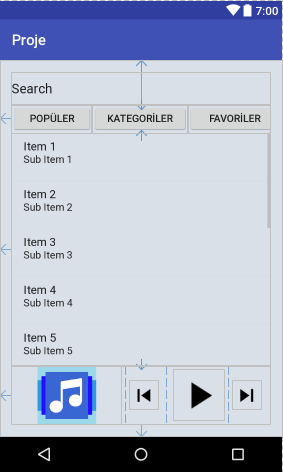 7:00
Proje
Search
POPÜLER KATEGORİLER FAVORİLER
Item 1
Sub Item 1
Item 2
Sub Item 2
Item 3
Sub Item 3
Item 4
Sub Item 4
Item 5
Sub Item 5